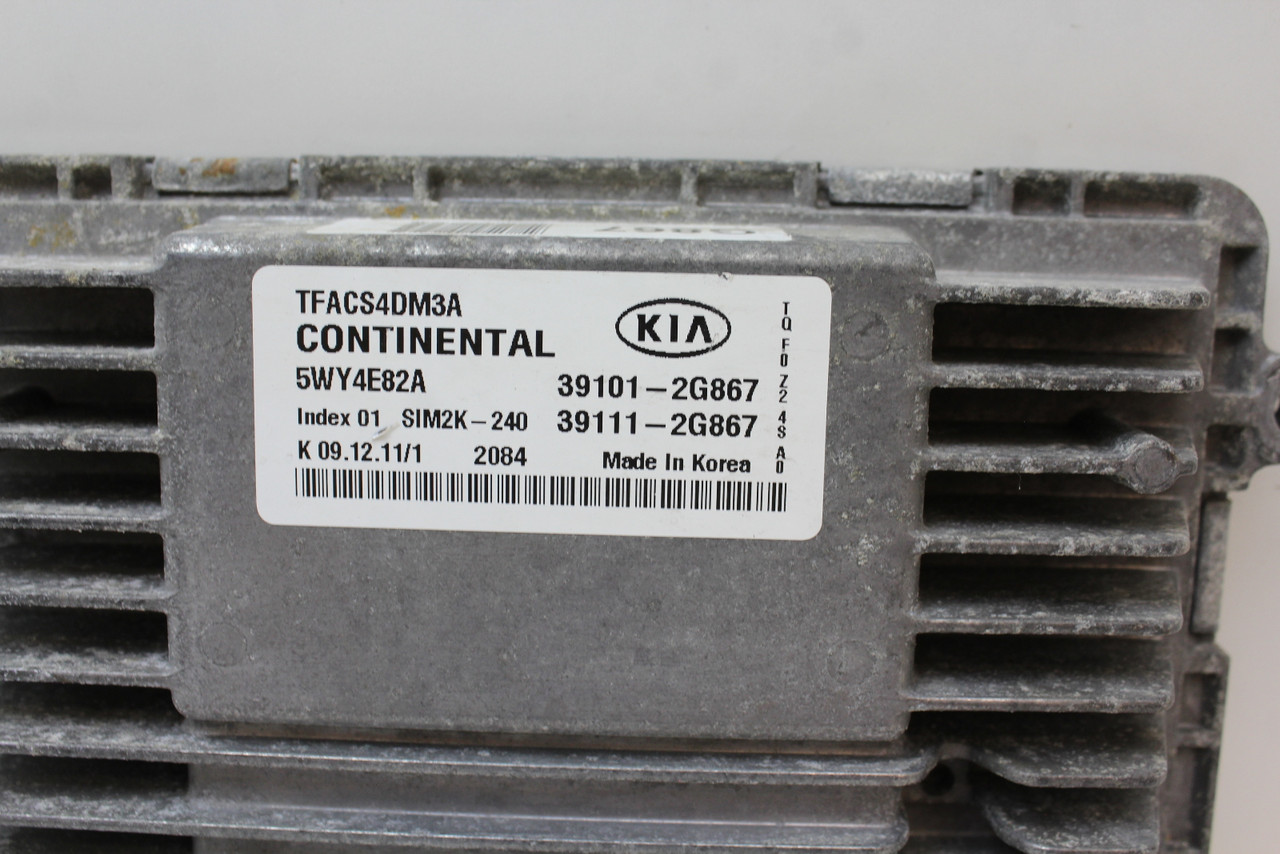 G867
TFACS4DM3A
CONTINENTAL
KIA
5WY4E82A 39101-2G867
Index 01 SIM2K-240 39111-2G867
K 09.12.11/1 2084 Made In Korea
TQ F0 Z2 4S A0